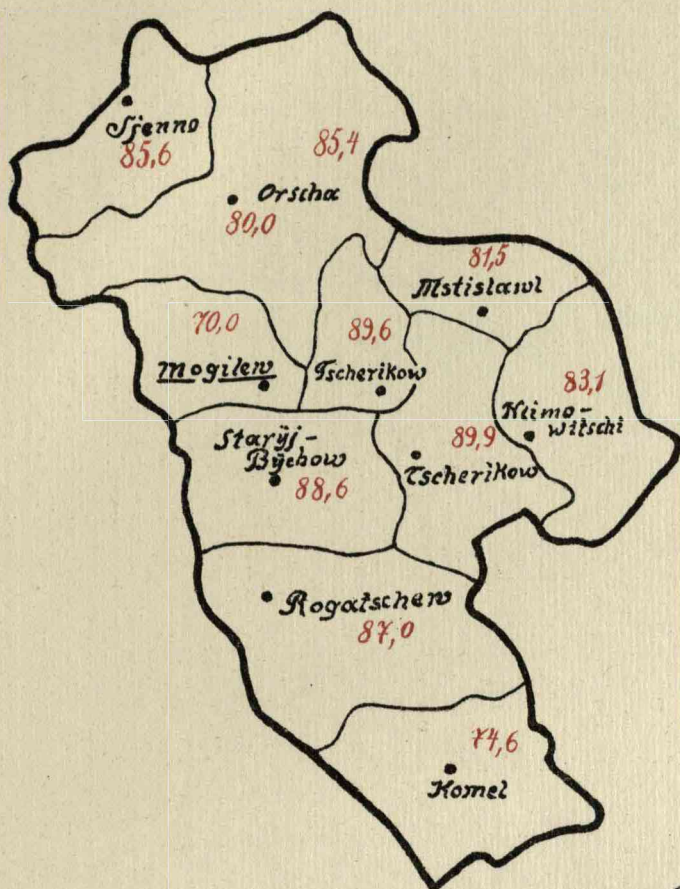 Sjenno
85,6
85,4
Orscha
80,0
81,5
Mstislawl
70,0
Mogilew
89,6
Tscherikow
83,1
Klimo-
witschi
Staryj-
Bychow
88,6
89,9
Tscherikow
Rogatschew
87,0
74,6
Homel